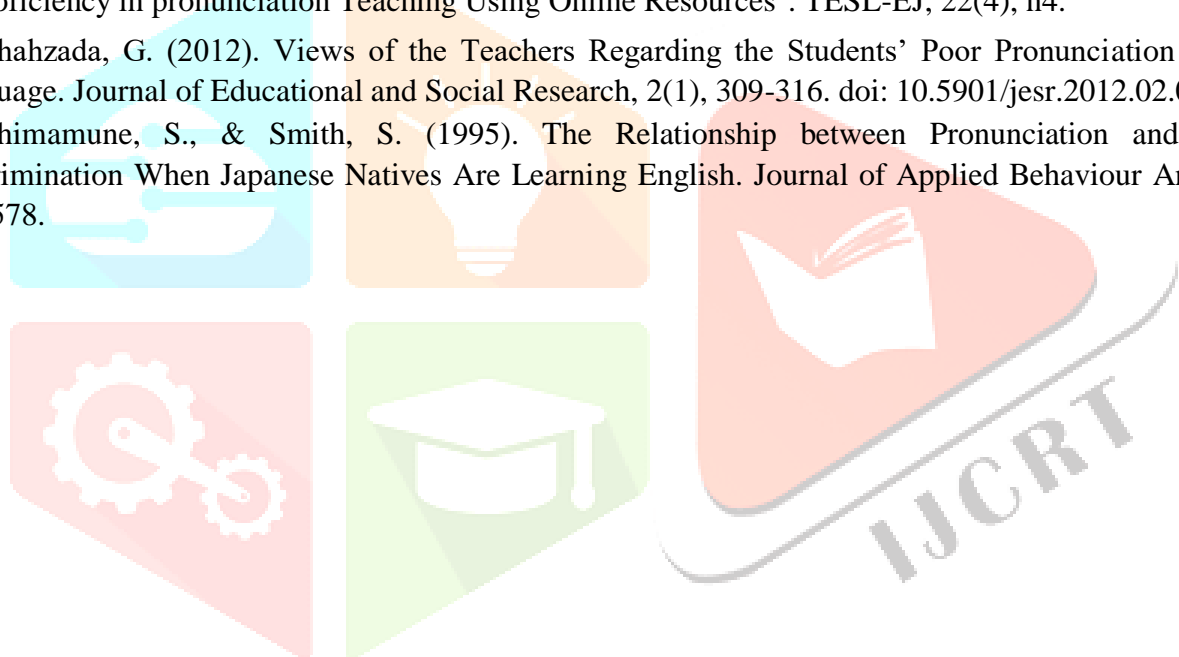 oficiency in pronunciation Teaching Using Online Resources". TESL-EJ, 22(4), n4.
hahzada, G. (2012). Views of the Teachers Regarding the Students' Poor Pronunciation
uage. Journal of Educational and Social Research, 2(1), 309-316. doi: 10.5901/jesr.2012.02.0
himamune, S., & Smith, S. (1995). The Relationship between Pronunciation and
rimination When Japanese Natives Are Learning English. Journal of Applied Behaviour An
578.
IJCRT